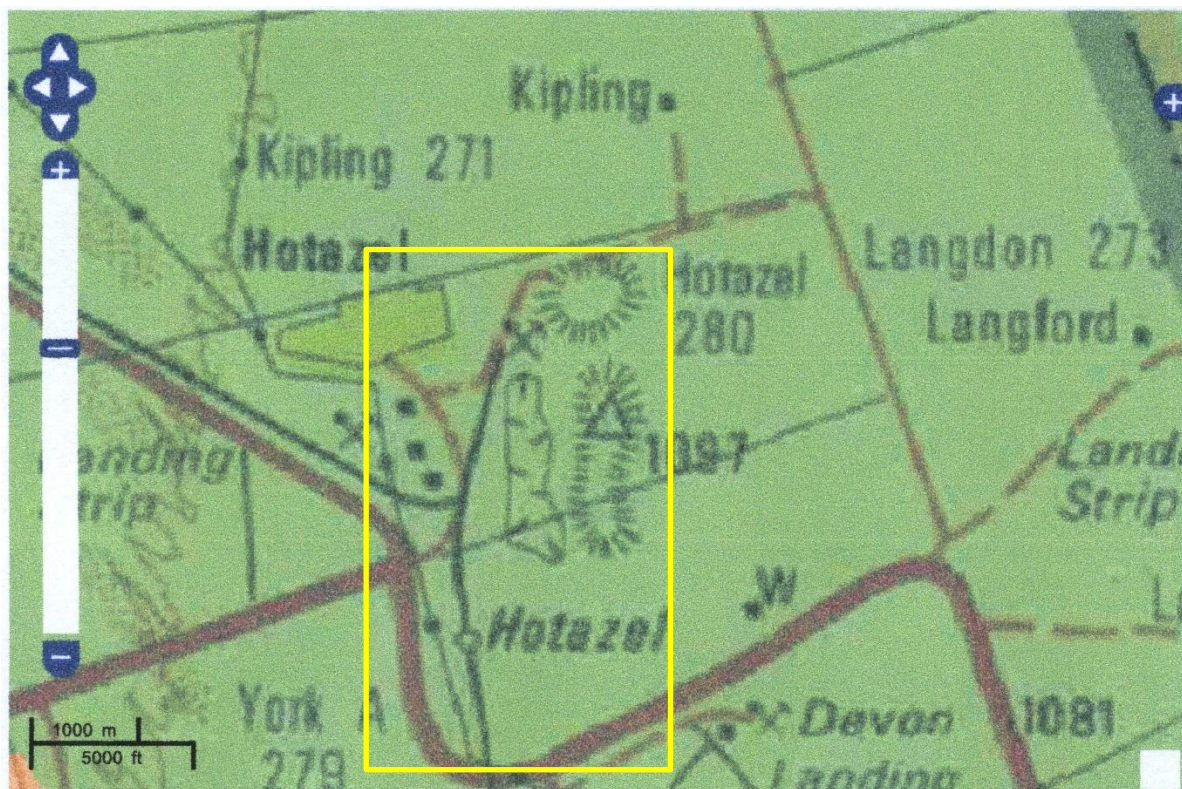 Kipling
Kipling 271
Hotazel
Langdon 273
Hotazel
280
Langford
Landing
Strip
1097
Strip
W
Hotazel
York A
279
Devon
1081
Landing
1000 m
5000 ft